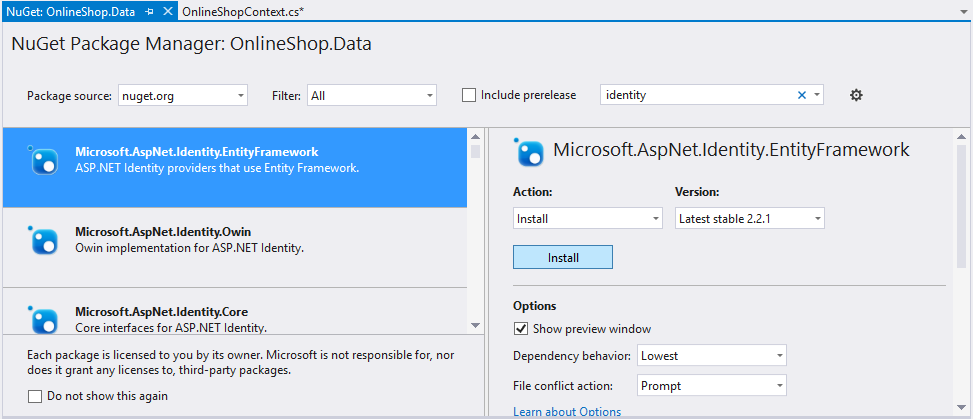 NuGet: OnlineShop.Data
OnlineShopContext.cs*
NuGet Package Manager: OnlineShop.Data
Package source: nuget.org
Filter: All
Include prerelease
identity
Microsoft.AspNet.Identity.EntityFramework
ASP.NET Identity providers that use Entity Framework.
Microsoft.AspNet.Identity.Owin
Owin implementation for ASP.NET Identity.
Microsoft.AspNet.Identity.Core
Core interfaces for ASP.NET Identity.
Each package is licensed to you by its owner. Microsoft is not responsible for, nor
does it grant any licenses to, third-party packages.
Do not show this again
Microsoft.AspNet.Identity.EntityFramework
Action:
Version:
Install
Latest stable 2.2.1
Install
Options
Show preview window
Dependency behavior: Lowest
File conflict action: Prompt
Learn about Options